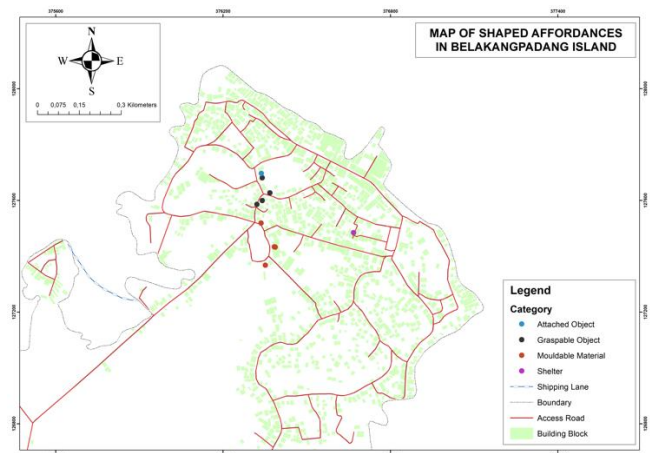 MAP OF SHAPED AFFORDANCES
IN BELAKANGPADANG ISLAND
N
W E
S
0 0,075 0,15 0,3 Kilometers
Legend
Category
Attached Object
Graspable Object
Mouldable Material
Shelter
Shipping Lane
Boundary
Access Road
Building Block